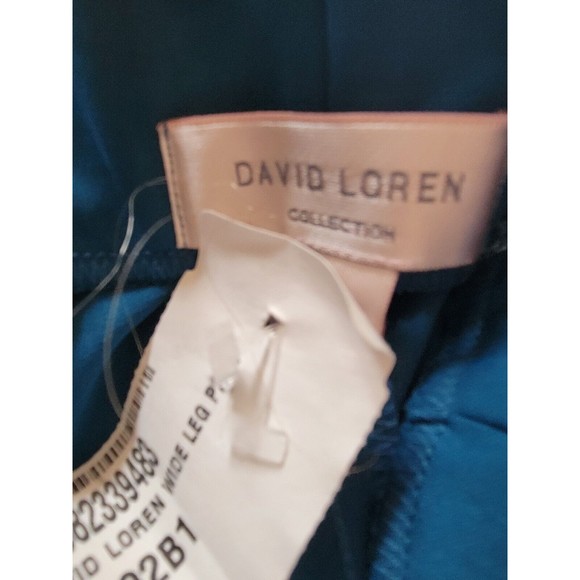 DAVID LOREN
COLLECTION
82339483
LOREN WIDE LEG
2B1